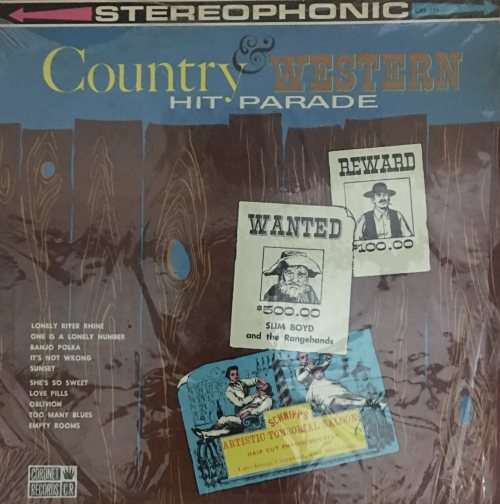 STEREOPHONIC
Country & WESTERN
HIT PARADE
REWARD
$100.00
WANTED
$500.00
SLIM BOYD
and the Rangehands
LONELY RIVER RHINE
ONE IS A LONELY NUMBER
BANJO POLKA
IT'S NOT WRONG
SUNSET
SHE'S SO SWEET
LOVE PILLS
OBLIVION
TOO MANY BLUES
EMPTY ROOMS
SCHNIPP'S
ARTISTIC TONSORIAL SALOON
HAIR CUT
CORONET
RECORDS C.R.